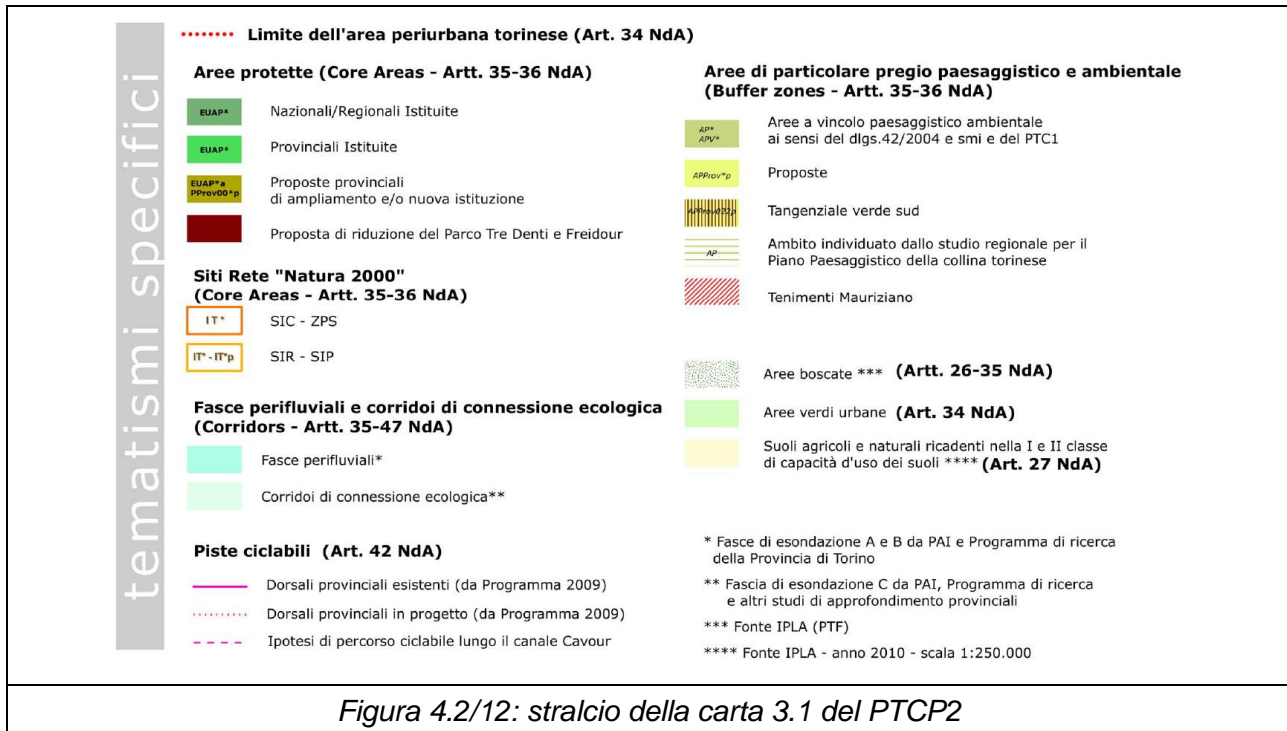 tematismi specifici
Limite dell'area periurbana torinese (Art. 34 NdA)
Aree protette (Core Areas - Artt. 35-36 NdA)
EUAP*
Nazionali/Regionali Istituite
EUAP*
Provinciali Istituite
EUAP*a
PProv00*p
Proposte provinciali
di ampliamento e/o nuova istituzione
Proposta di riduzione del Parco Tre Denti e Freidour
Siti Rete "Natura 2000"
(Core Areas - Artt. 35-36 NdA)
IT*
SIC - ZPS
IT* - IT*p
SIR - SIP
Fasce perifluviali e corridoi di connessione ecologica
(Corridors - Artt. 35-47 NdA)
Fasce perifluviali*
Corridoi di connessione ecologica**
Piste ciclabili (Art. 42 NdA)
Dorsali provinciali esistenti (da Programma 2009)
Dorsali provinciali in progetto (da Programma 2009)
Ipotesi di percorso ciclabile lungo il canale Cavour
Aree di particolare pregio paesaggistico e ambientale
(Buffer zones - Artt. 35-36 NdA)
AP*
APV*
Aree a vincolo paesaggistico ambientale
ai sensi del dlgs.42/2004 e smi e del PTC1
APProv*p
Proposte
APProv022p
Tangenziale verde sud
AP
Ambito individuato dallo studio regionale per il
Piano Paesaggistico della collina torinese
Tenimenti Mauriziano
Aree boscate *** (Artt. 26-35 NdA)
Aree verdi urbane (Art. 34 NdA)
Suoli agricoli e naturali ricadenti nella I e II classe
di capacità d'uso dei suoli **** (Art. 27 NdA)
* Fasce di esondazione A e B da PAI e Programma di ricerca
della Provincia di Torino
** Fascia di esondazione C da PAI, Programma di ricerca
e altri studi di approfondimento provinciali
*** Fonte IPLA (PTF)
**** Fonte IPLA - anno 2010 - scala 1:250.000
Figura 4.2/12: stralcio della carta 3.1 del PTCP2